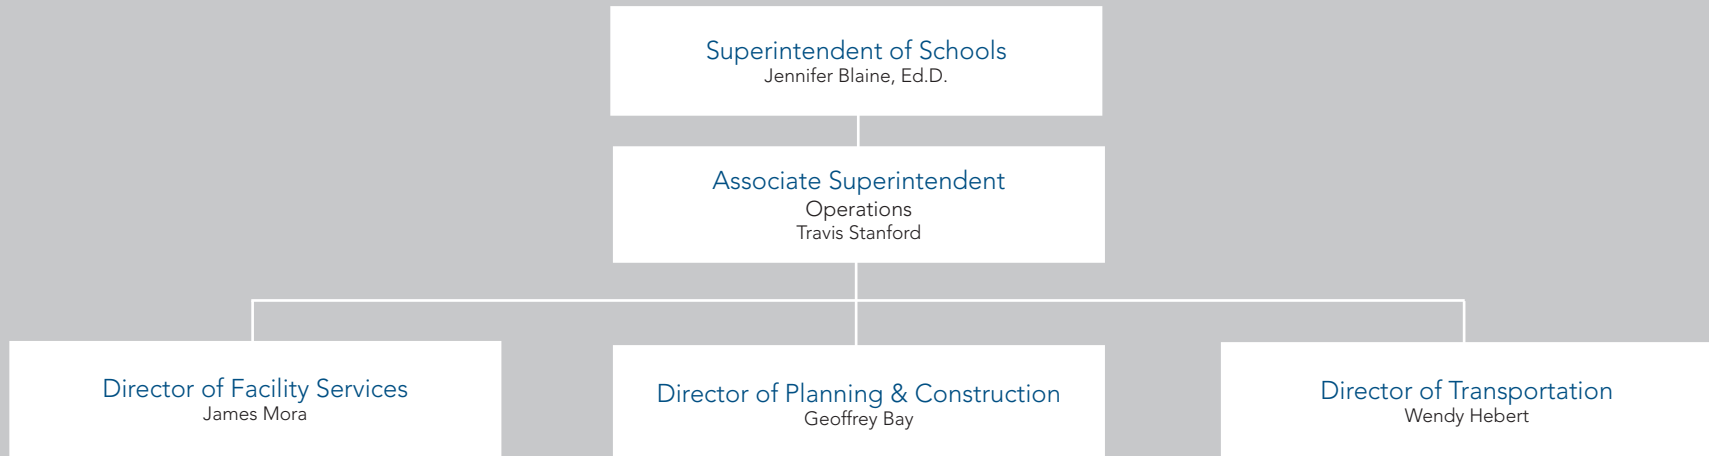 Superintendent of Schools
Jennifer Blaine, Ed.D.
Associate Superintendent
Operations
Travis Stanford
Director of Facility Services
James Mora
Director of Planning & Construction
Geoffrey Bay
Director of Transportation
Wendy Hebert